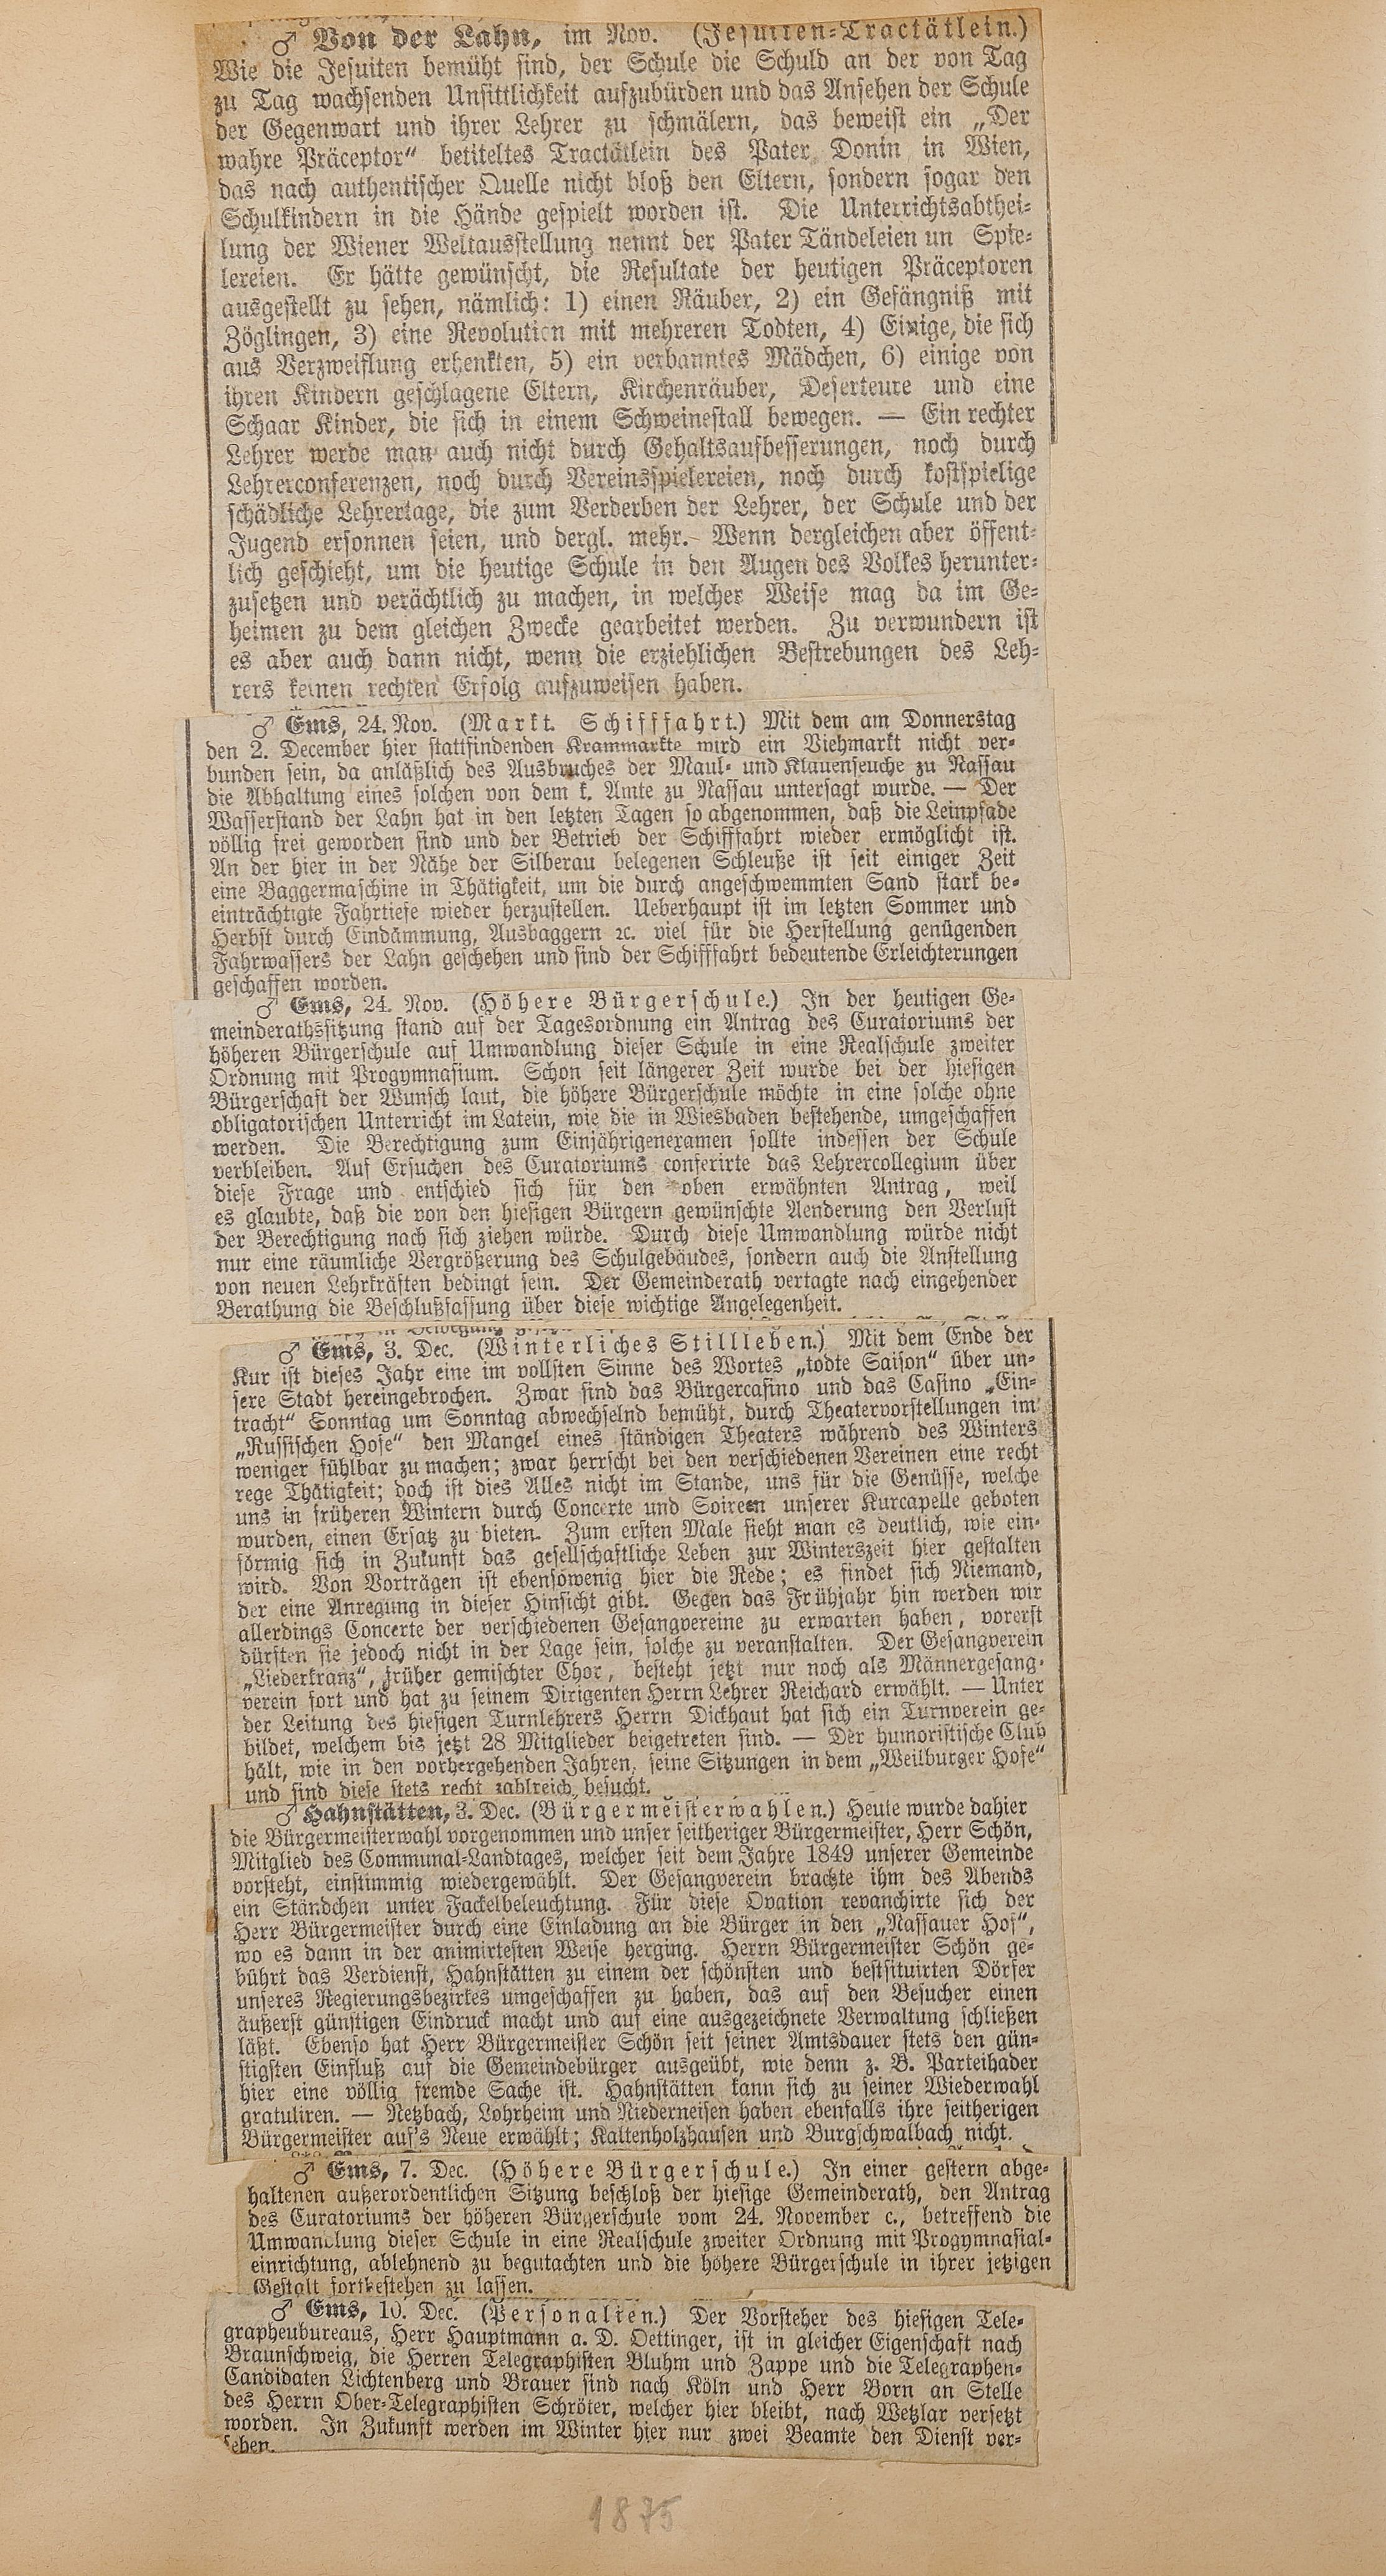 ♂ Von der Lahn, im Nov. (Jesuiten-Tractätlein.)
Wie die Jesuiten bemüht sind, der Schule die Schuld an der von Tag
zu Tag wachsenden Unsittlichkeit aufzubürden und das Ansehen der Schule
der Gegenwart und ihrer Lehrer zu schmälern, das beweist ein „Der
wahre Präceptor“ betiteltes Tractätlein des Pater Donin in Wien,
das nach authentischer Quelle nicht bloß den Eltern, sondern sogar den
Schulkindern in die Hände gespielt worden ist. Die Unterrichtsabthei-
lung der Wiener Weltausstellung nennt der Pater Tändeleien un Spie-
lereien. Er hätte gewünscht, die Resultate der heutigen Präceptoren
ausgestellt zu sehen, nämlich: 1) einen Räuber, 2) ein Gefängniß mit
Zöglingen, 3) eine Revolution mit mehreren Todten, 4) Einige, die sich
aus Verzweiflung erhenkten, 5) ein verbanntes Mädchen, 6) einige von
ihren Kindern geschlagene Eltern, Kirchenräuber, Deserteure und eine
Schaar Kinder, die sich in einem Schweinestall bewegen. — Ein rechter
Lehrer werde man auch nicht durch Gehaltsaufbesserungen, noch durch
Lehrerconferenzen, noch durch Vereinsspielereien, noch durch kostspielige
schädliche Lehrertage, die zum Verderben der Lehrer, der Schule und der
Jugend ersonnen seien, und dergl. mehr. Wenn dergleichen aber öffent-
lich geschieht, um die heutige Schule in den Augen des Volkes herunter-
zusetzen und verächtlich zu machen, in welcher Weise mag da im Ge-
heimen zu dem gleichen Zwecke gearbeitet werden. Zu verwundern ist
es aber auch dann nicht, wenn die erziehlichen Bestrebungen des Leh-
rers keinen rechten Erfolg aufzuweisen haben.
♂ Ems, 24. Nov. (Markt. Schifffahrt.) Mit dem am Donnerstag
den 2. December hier stattfindenden Krammarkte wird ein Viehmarkt nicht ver-
bunden sein, da anläßlich des Ausbruches der Maul- und Klauenseuche zu Nassau
die Abhaltung eines solchen von dem k. Amte zu Nassau untersagt wurde. — Der
Wasserstand der Lahn hat in den letzten Tagen so abgenommen, daß die Leinpfade
völlig frei geworden sind und der Betrieb der Schifffahrt wieder ermöglicht ist.
An der hier in der Nähe der Silberau belegenen Schleuße ist seit einiger Zeit
eine Baggermaschine in Thätigkeit, um die durch angeschwemmten Sand stark be-
einträchtigte Fahrtiefe wieder herzustellen. Ueberhaupt ist im letzten Sommer und
Herbst durch Eindämmung, Ausbaggern ꝛc. viel für die Herstellung genügenden
Fahrwassers der Lahn geschehen und sind der Schifffahrt bedeutende Erleichterungen
geschaffen worden.
♂ Ems, 24. Nov. (Höhere Bürgerschule.) In der heutigen Ge-
meinderathssitzung stand auf der Tagesordnung ein Antrag des Curatoriums der
höheren Bürgerschule auf Umwandlung dieser Schule in eine Realschule zweiter
Ordnung mit Progymnasium. Schon seit längerer Zeit wurde bei der hiesigen
Bürgerschaft der Wunsch laut, die höhere Bürgerschule möchte in eine solche ohne
obligatorischen Unterricht im Latein, wie die in Wiesbaden bestehende, umgeschaffen
werden. Die Berechtigung zum Einjährigenexamen sollte indessen der Schule
verbleiben. Auf Ersuchen des Curatoriums conferirte das Lehrercollegium über
diese Frage und entschied sich für den oben erwähnten Antrag, weil
es glaubte, daß die von den hiesigen Bürgern gewünschte Aenderung den Verlust
der Berechtigung nach sich ziehen würde. Durch diese Umwandlung würde nicht
nur eine räumliche Vergrößerung des Schulgebäudes, sondern auch die Anstellung
von neuen Lehrkräften bedingt sein. Der Gemeinderath vertagte nach eingehender
Berathung die Beschlußfassung über diese wichtige Angelegenheit.
♂ Ems, 3. Dec. (Winterliches Stillleben.) Mit dem Ende der
Kur ist dieses Jahr eine im vollsten Sinne des Wortes „todte Saison“ über un-
sere Stadt hereingebrochen. Zwar sind das Bürgercasino und das Casino „Ein-
tracht“ Sonntag um Sonntag abwechselnd bemüht, durch Theatervorstellungen im
„Russischen Hofe“ den Mangel eines ständigen Theaters während des Winters
weniger fühlbar zu machen; zwar herrscht bei den verschiedenen Vereinen eine recht
rege Thätigkeit; doch ist dies Alles nicht im Stande, uns für die Genüsse, welche
uns in früheren Wintern durch Concerte und Soireen unserer Kurcapelle geboten
wurden, einen Ersatz zu bieten. Zum ersten Male sieht man es deutlich, wie ein-
förmig sich in Zukunft das gesellschaftliche Leben zur Winterszeit hier gestalten
wird. Von Vorträgen ist ebensowenig hier die Rede; es findet sich Niemand,
der eine Anregung in dieser Hinsicht gibt. Gegen das Frühjahr hin werden wir
allerdings Concerte der verschiedenen Gesangvereine zu erwarten haben, vorerst
dürften sie jedoch nicht in der Lage sein, solche zu veranstalten. Der Gesangverein
„Liederkranz“, früher gemischter Chor, besteht jetzt nur noch als Männergesang-
verein fort und hat zu seinem Dirigenten Herrn Lehrer Reichard erwählt. — Unter
der Leitung des hiesigen Turnlehrers Herrn Dickhaut hat sich ein Turnverein ge-
bildet, welchem bis jetzt 28 Mitglieder beigetreten sind. — Der humoristische Club
hält, wie in den vorhergehenden Jahren, seine Sitzungen in dem „Weilburger Hofe“
und sind diese stets recht zahlreich besucht.
♂ Hahnstätten, 3. Dec. (Bürgermeisterwahlen.) Heute wurde dahier
die Bürgermeisterwahl vorgenommen und unser seitheriger Bürgermeister, Herr Schön,
Mitglied des Communal-Landtages, welcher seit dem Jahre 1849 unserer Gemeinde
vorsteht, einstimmig wiedergewählt. Der Gesangverein brachte ihm des Abends
ein Ständchen unter Fackelbeleuchtung. Für diese Ovation revanchirte sich der
Herr Bürgermeister durch eine Einladung an die Bürger in den „Nassauer Hof“,
wo es dann in der animirtesten Weise herging. Herrn Bürgermeister Schön ge-
bührt das Verdienst, Hahnstätten zu einem der schönsten und bestsituirten Dörfer
unseres Regierungsbezirkes umgeschaffen zu haben, das auf den Besucher einen
äußerst günstigen Eindruck macht und auf eine ausgezeichnete Verwaltung schließen
läßt. Ebenso hat Herr Bürgermeister Schön seit seiner Amtsdauer stets den gün-
stigsten Einfluß auf die Gemeindebürger ausgeübt, wie denn z. B. Parteihader
hier eine völlig fremde Sache ist. Hahnstätten kann sich zu seiner Wiederwahl
gratuliren. — Netzbach, Lohrheim und Niederneisen haben ebenfalls ihre seitherigen
Bürgermeister auf's Neue erwählt; Kaltenholzhausen und Burgschwalbach nicht.
♂ Ems, 7. Dec. (Höhere Bürgerschule.) In einer gestern abge-
haltenen außerordentlichen Sitzung beschloß der hiesige Gemeinderath, den Antrag
des Curatoriums der höheren Bürgerschule vom 24. November c., betreffend die
Umwandlung dieser Schule in eine Realschule zweiter Ordnung mit Progymnasial-
einrichtung, ablehnend zu begutachten und die höhere Bürgerschule in ihrer jetzigen
Gestalt fortbestehen zu lassen.
♂ Ems, 10. Dec. (Personalien.) Der Vorsteher des hiesigen Tele-
grapheubureaus, Herr Hauptmann a. D. Oettinger, ist in gleicher Eigenschaft nach
Braunschweig, die Herren Telegraphisten Bluhm und Zappe und die Telegraphen-
Candidaten Lichtenberg und Brauer sind nach Köln und Herr Born an Stelle
des Herrn Ober-Telegraphisten Schröter, welcher hier bleibt, nach Wetzlar versetzt
worden. In Zukunft werden im Winter hier nur zwei Beamte den Dienst ver-
sehen.
1875